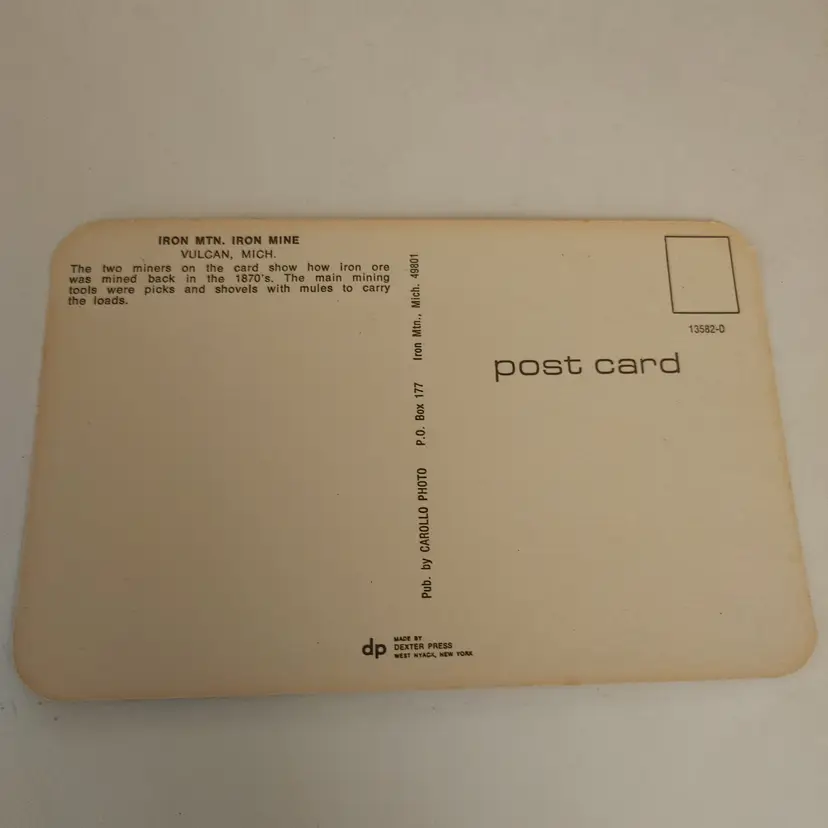 IRON MTN. IRON MINE
VULCAN, MICH.
The two miners on the card show how iron ore
was mined back in the 1870's. The main mining
tools were picks and shovels with mules to carry
the loads.
Pub. by CAROLLO PHOTO P.O. Box 177 Iron Mtn., Mich. 49801
13582-D
post card
dp
MADE BY
DEXTER PRESS
WEST NYACK, NEW YORK